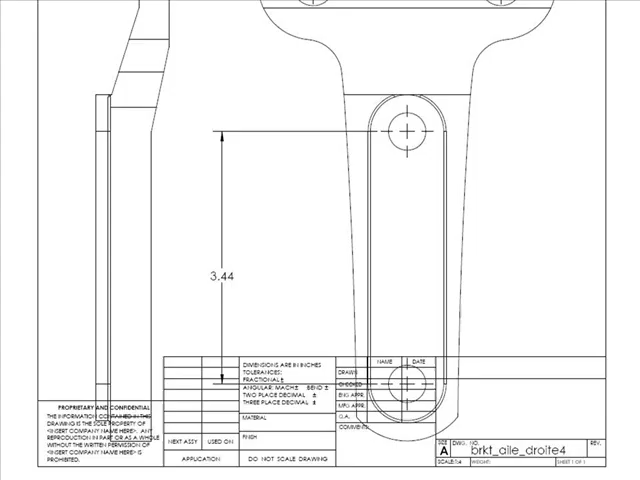 3.44
DIMENSIONS ARE IN INCHES
TOLERANCES:
FRACTIONAL ±
ANGULAR: MACH ± BEND ±
TWO PLACE DECIMAL ±
THREE PLACE DECIMAL ±
MATERIAL
FINISH
DO NOT SCALE DRAWING
NAME DATE
DRAWN
CHECKED
ENG APPR.
MFG APPR.
Q.A.
COMMENTS:
PROPRIETARY AND CONFIDENTIAL
THE INFORMATION CONTAINED IN THIS
DRAWING IS THE SOLE PROPERTY OF
<INSERT COMPANY NAME HERE>. ANY
REPRODUCTION IN PART OR AS A WHOLE
WITHOUT THE WRITTEN PERMISSION OF
<INSERT COMPANY NAME HERE> IS
PROHIBITED.
NEXT ASSY USED ON
APPLICATION
SIZE DWG. NO. REV.
A brkt_aile_droite4
SCALE:1:4 WEIGHT: SHEET 1 OF 1